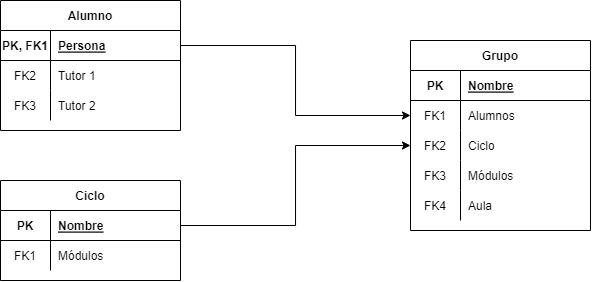 Alumno
PK, FK1 Persona
FK2 Tutor 1
FK3 Tutor 2
Grupo
PK Nombre
FK1 Alumnos
FK2 Ciclo
FK3 Módulos
FK4 Aula
Ciclo
PK Nombre
FK1 Módulos